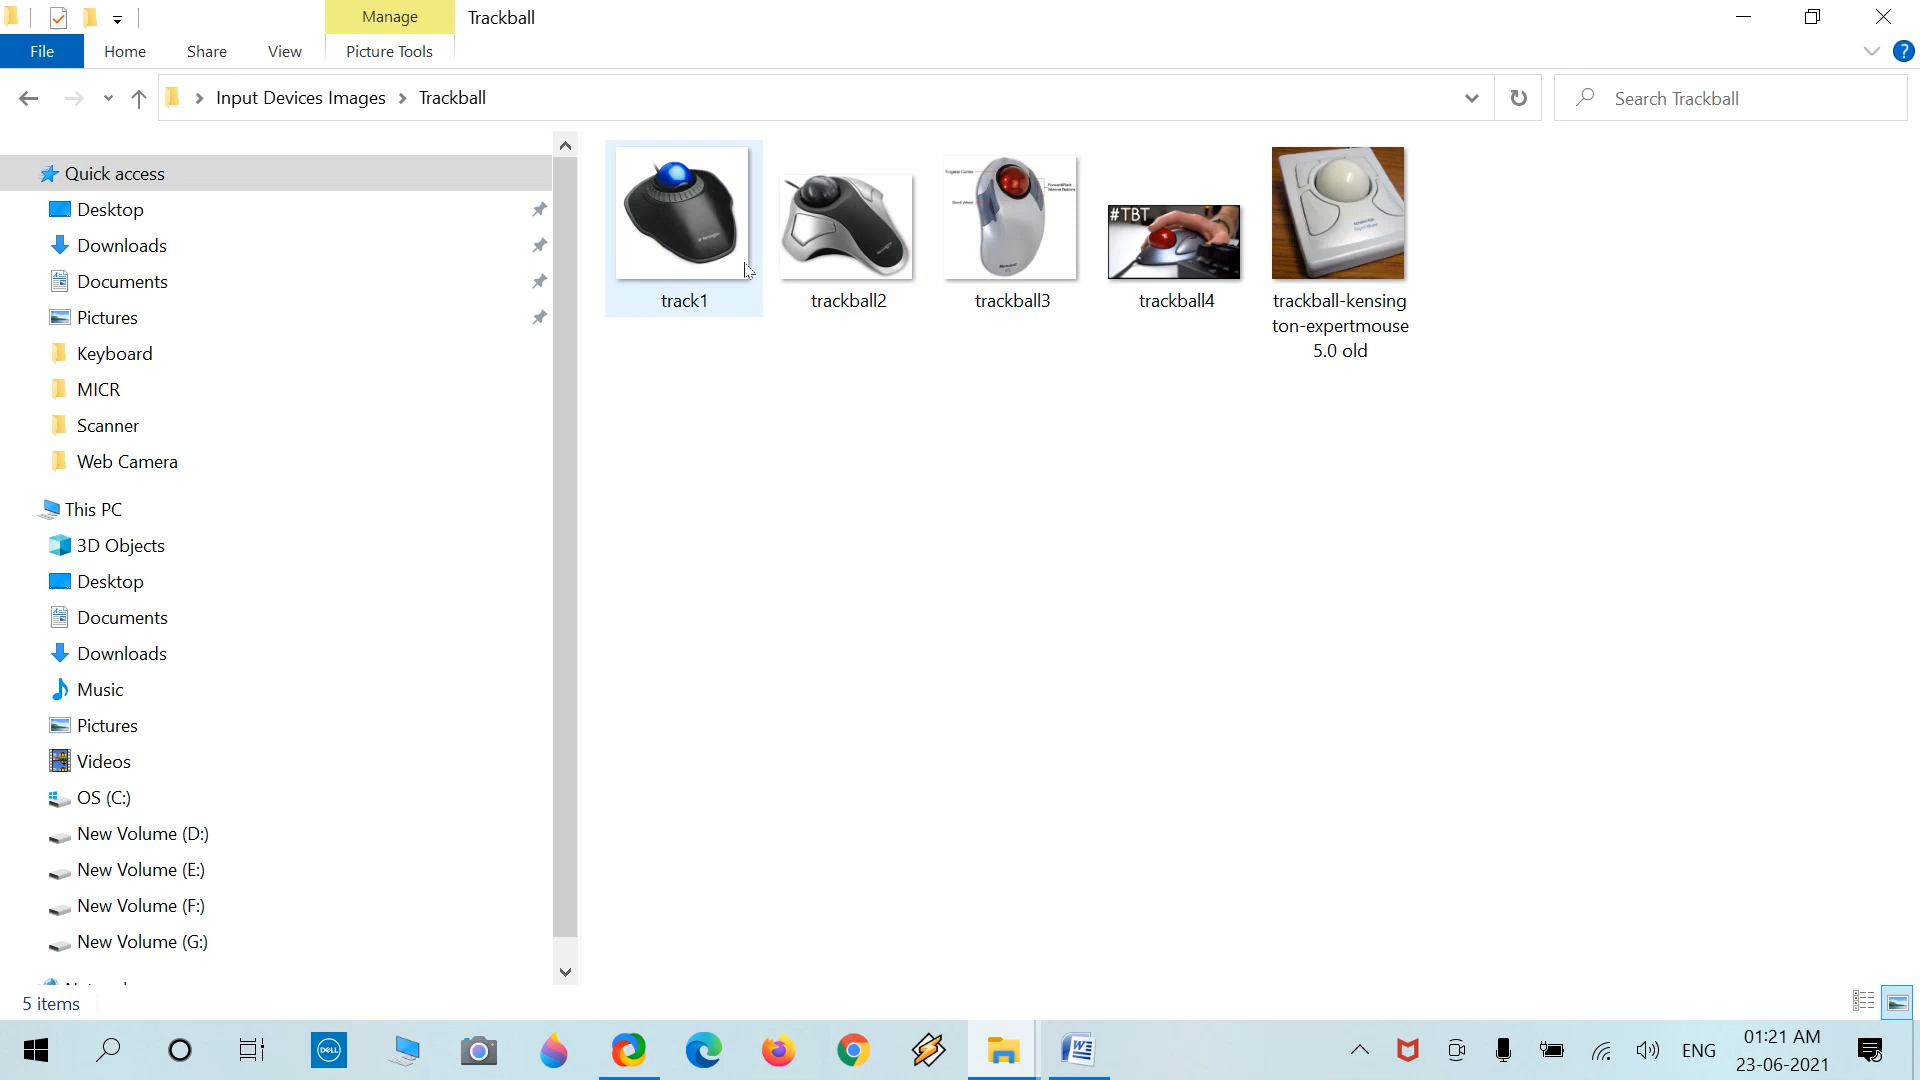 Manage
Trackball
File
Home
Share
View
Picture Tools
Input Devices Images
Trackball
Search Trackball
Quick access
Desktop
Downloads
Documents
Pictures
Keyboard
MICR
Scanner
Web Camera
This PC
3D Objects
Desktop
Documents
Downloads
Music
Pictures
Videos
OS (C:)
New Volume (D:)
New Volume (E:)
New Volume (F:)
New Volume (G:)
#TBT
track1
trackball2
trackball3
trackball4
trackball-kensing
ton-expertmouse
5.0 old
5 items
DELL
ENG
01:21 AM
23-06-2021